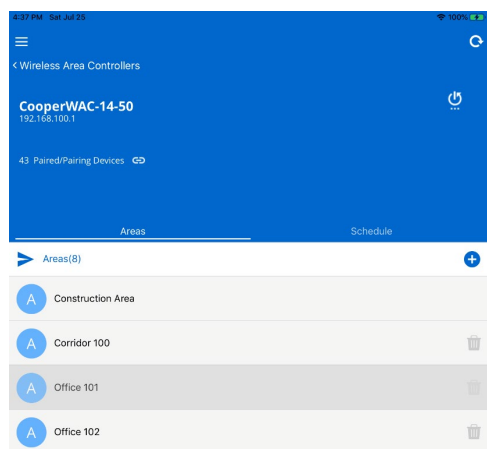 4:37 PM Sat Jul 25 100%
< Wireless Area Controllers
CooperWAC-14-50
192.168.100.1
43 Paired/Pairing Devices
Areas Schedule
Areas(8)
A Construction Area
A Corridor 100
A Office 101
A Office 102